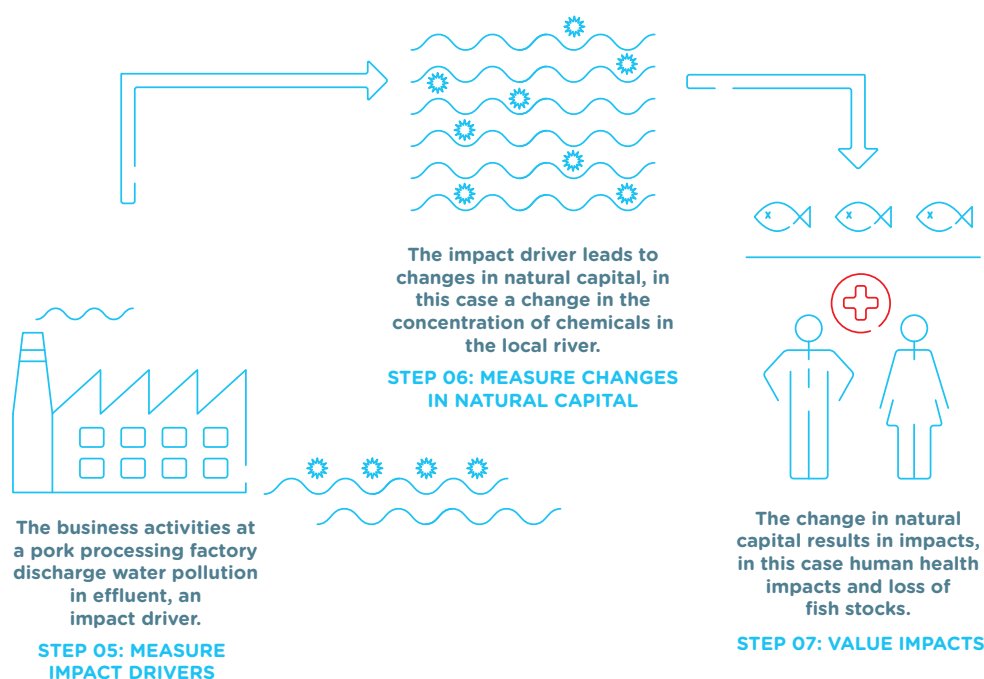 The business activities at
a pork processing factory
discharge water pollution
in effluent, an
impact driver.
STEP 05: MEASURE
IMPACT DRIVERS
The impact driver leads to
changes in natural capital, in
this case a change in the
concentration of chemicals in
the local river.
STEP 06: MEASURE CHANGES
IN NATURAL CAPITAL
The change in natural
capital results in impacts,
in this case human health
impacts and loss of
fish stocks.
STEP 07: VALUE IMPACTS